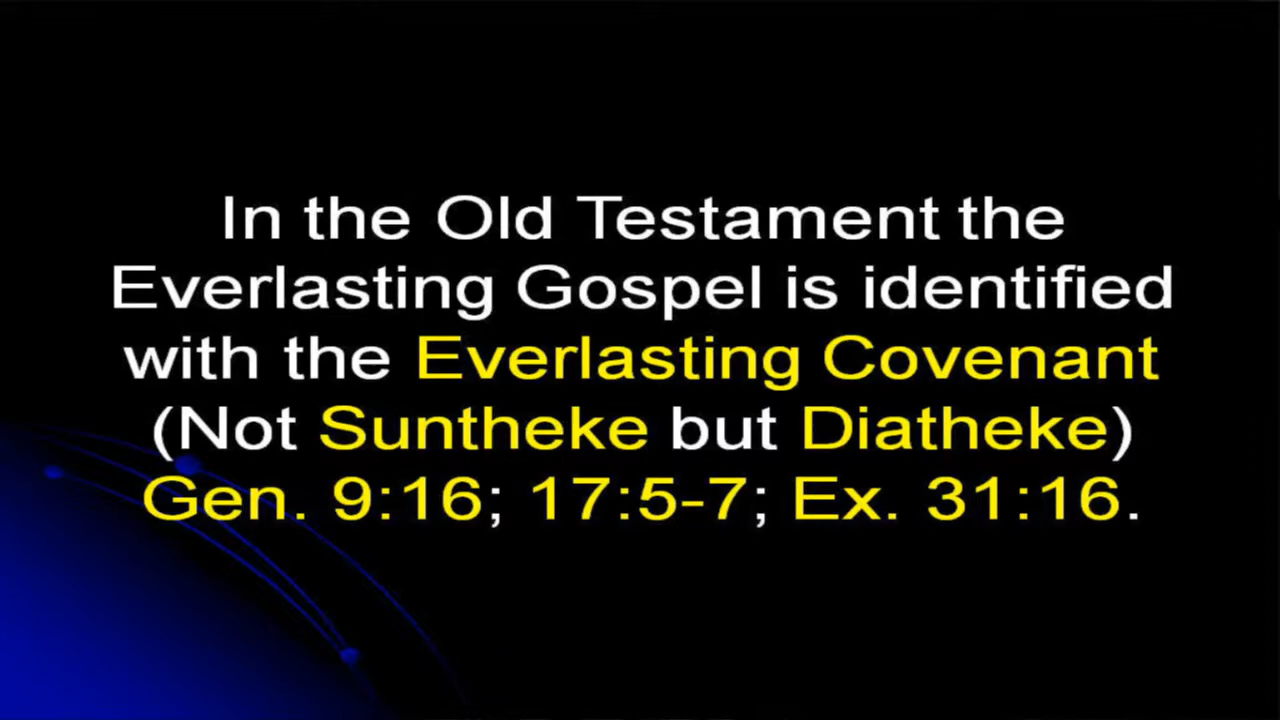 In the Old Testament the
Everlasting Gospel is identified
with the Everlasting Covenant
(Not Suntheke but Diatheke)
Gen. 9:16; 17:5-7; Ex. 31:16.